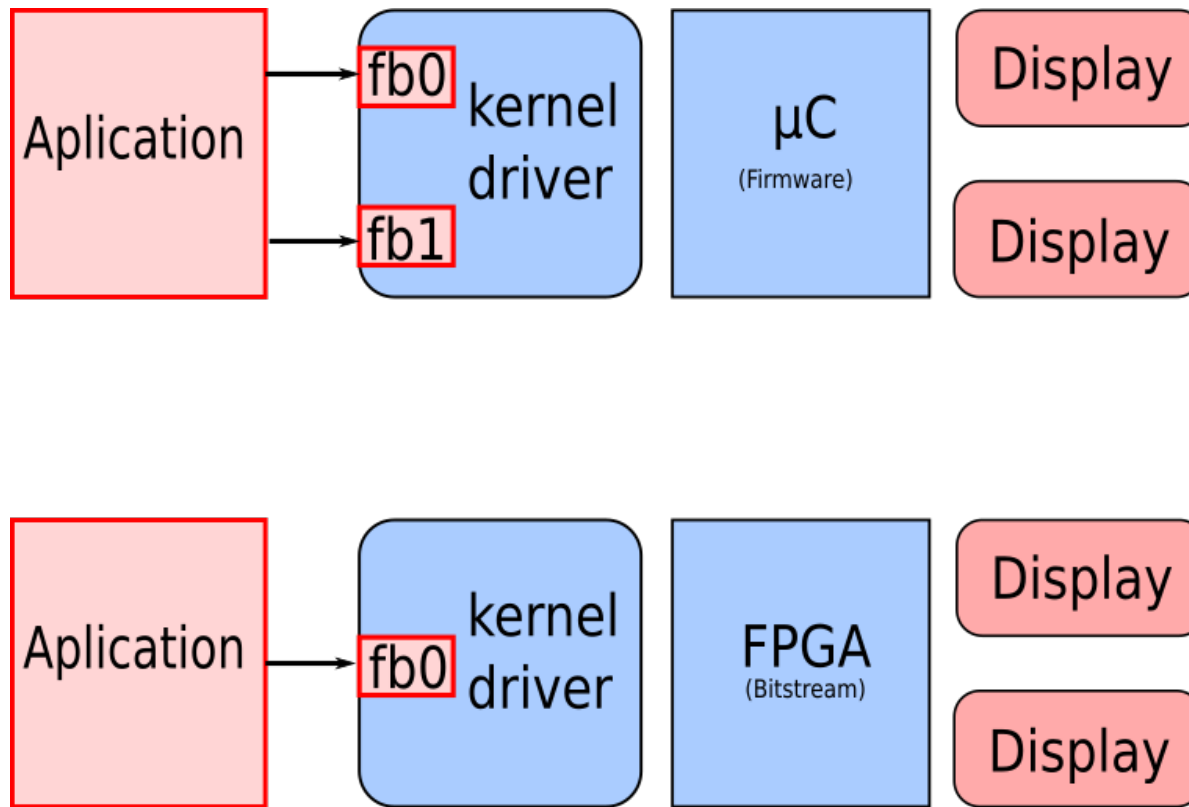 Aplication
fb0
kernel
driver
fb1
µC
(Firmware)
Display
Display
Aplication
fb0
kernel
driver
FPGA
(Bitstream)
Display
Display